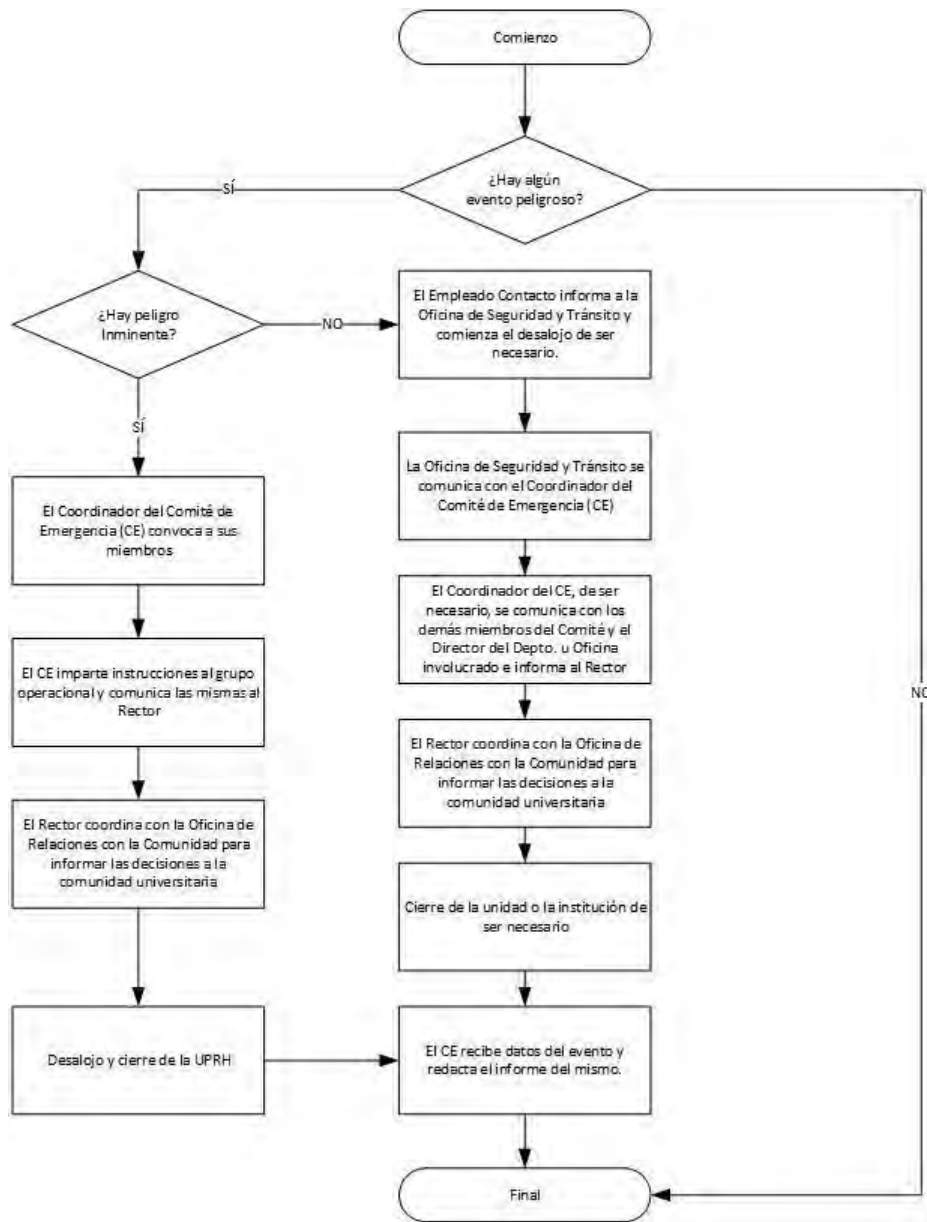 Comienzo
¿Hay algún
evento peligroso?
SÍ
¿Hay peligro
Inminente?
NO
El Empleado Contacto informa a la
Oficina de Seguridad y Tránsito y
comienza el desalojo de ser
necesario.
SÍ
La Oficina de Seguridad y Tránsito se
comunica con el Coordinador del
Comité de Emergencia (CE)
El Coordinador del Comité de
Emergencia (CE) convoca a sus
miembros
El Coordinador del CE, de ser
necesario, se comunica con los
demás miembros del Comité y el
Director del Depto. u Oficina
involucrado e informa al Rector
El CE imparte instrucciones al grupo
operacional y comunica las mismas al
Rector
NO
El Rector coordina con la Oficina de
Relaciones con la Comunidad para
informar las decisiones a la
comunidad universitaria
El Rector coordina con la Oficina de
Relaciones con la Comunidad para
informar las decisiones a la
comunidad universitaria
Cierre de la unidad o la institución de
ser necesario
Desalojo y cierre de la UPRH
El CE recibe datos del evento y
redacta el informe del mismo.
Final